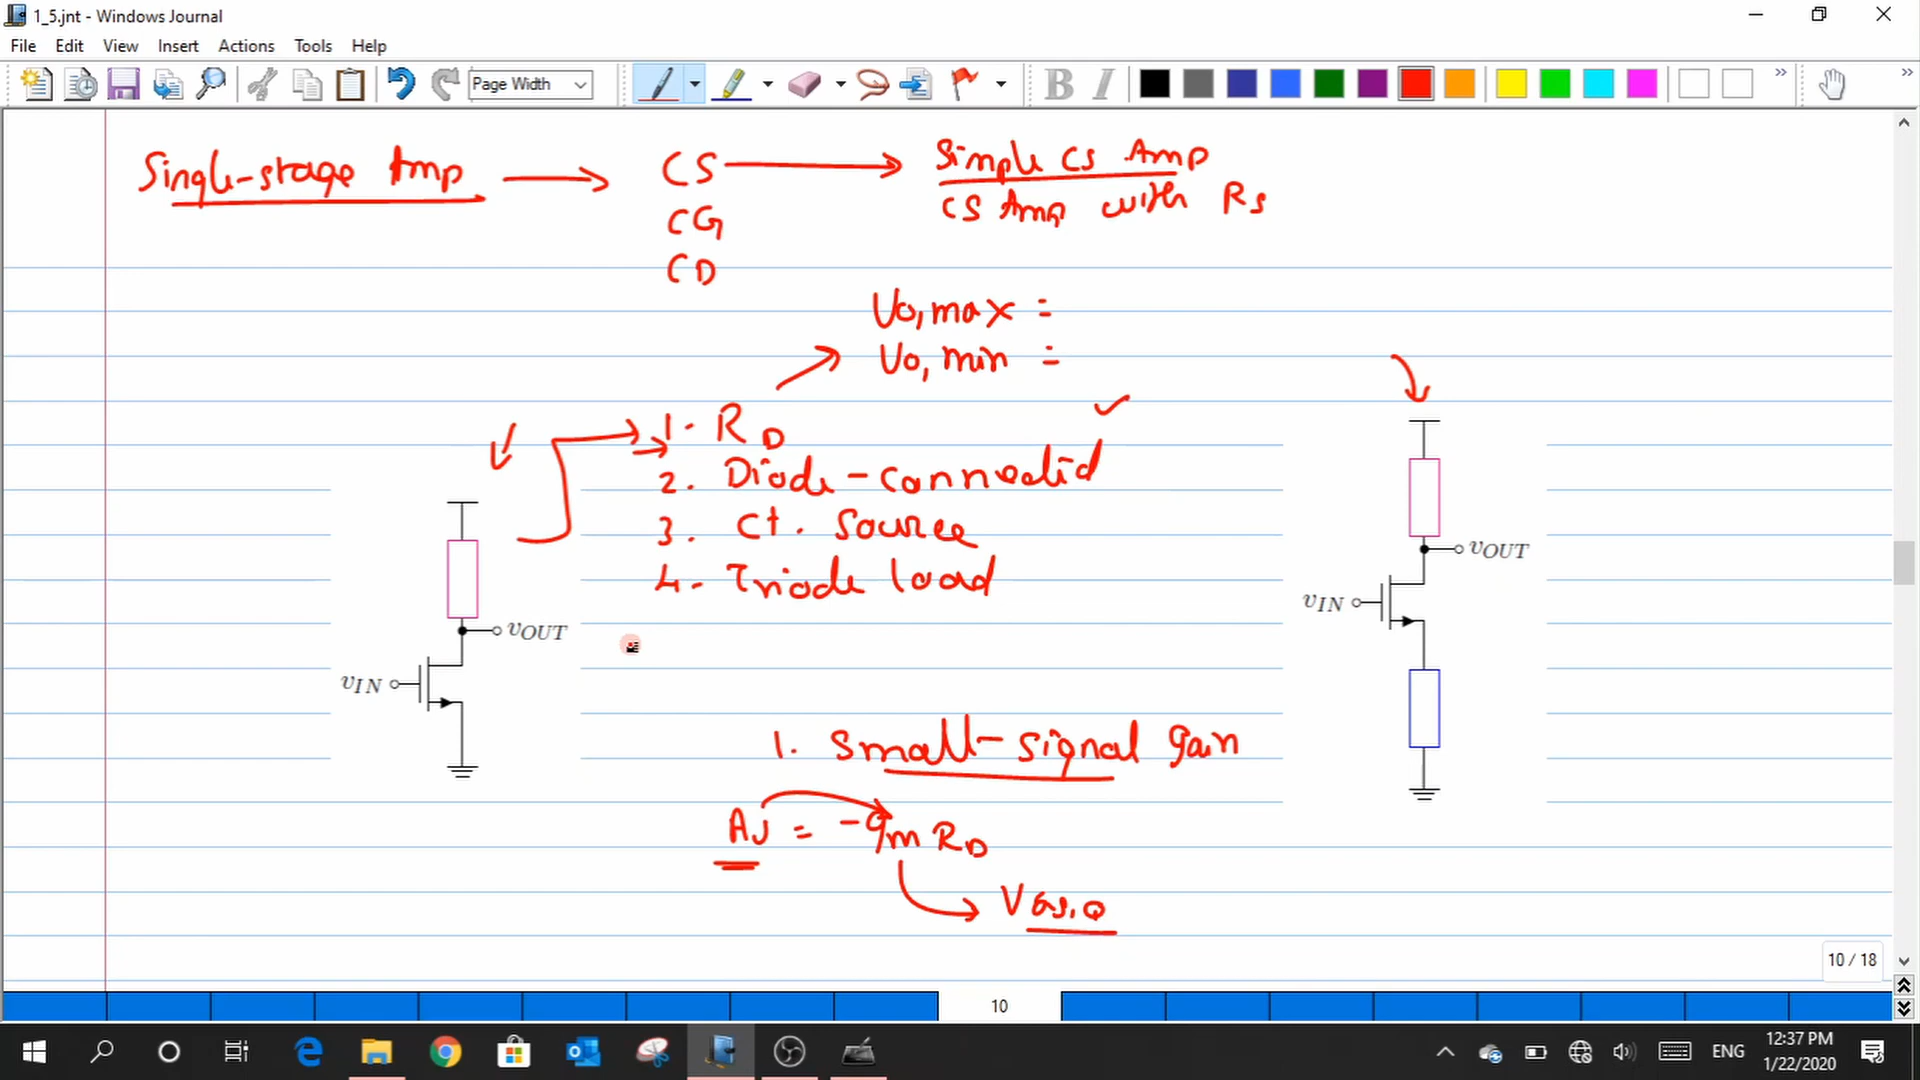 1_5.jnt - Windows Journal
File Edit View Insert Actions Tools Help
Page Width
B I
Single-stage Amp → CS → Simple CS Amp
CS Amp with Rs
CG
CD
Vo,max =
Vo,min =
1. RD
2. Diode-connected
3. Ct. Source
4. Triode load
vOUT
vIN
vOUT
vIN
1. Small-signal gain
Av = -gm RD
VGS,Q
10 / 18
10
ENG
12:37 PM
1/22/2020